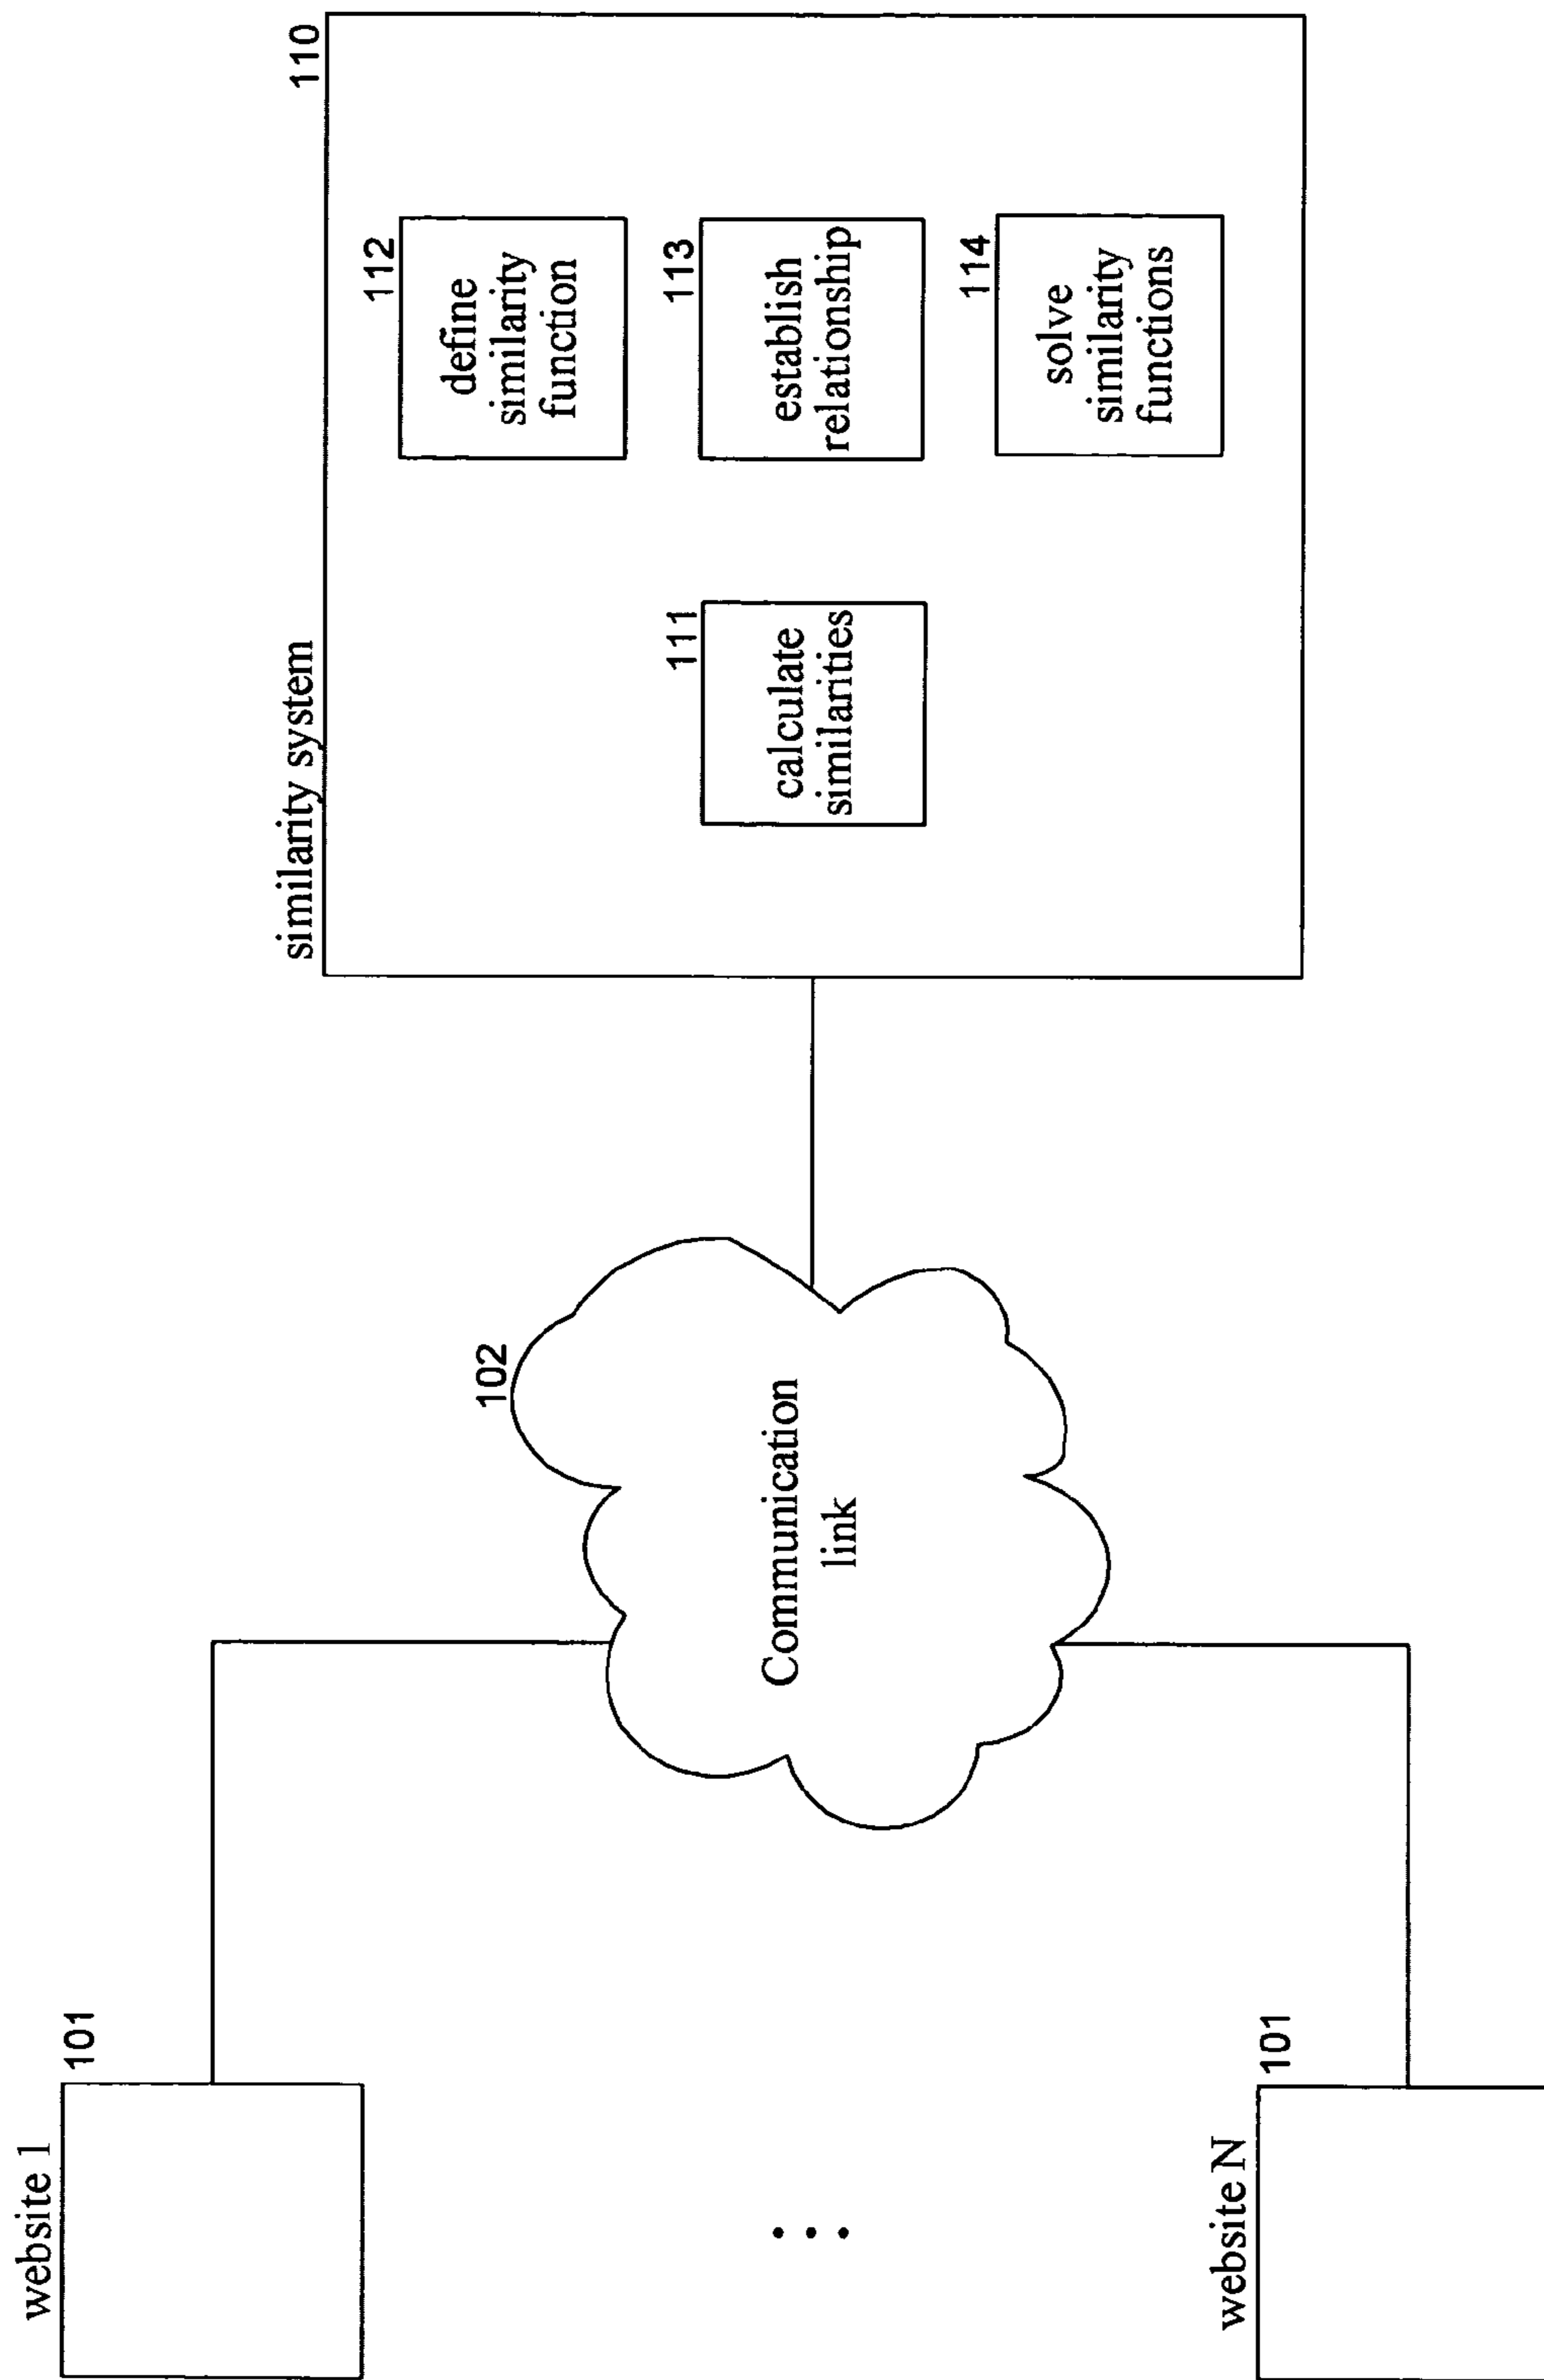 website 1
101
website N
101
102
Communication
link
similarity system
110
111
calculate
similarities
112
define
similarity
function
113
establish
relationship
114
solve
similarity
functions